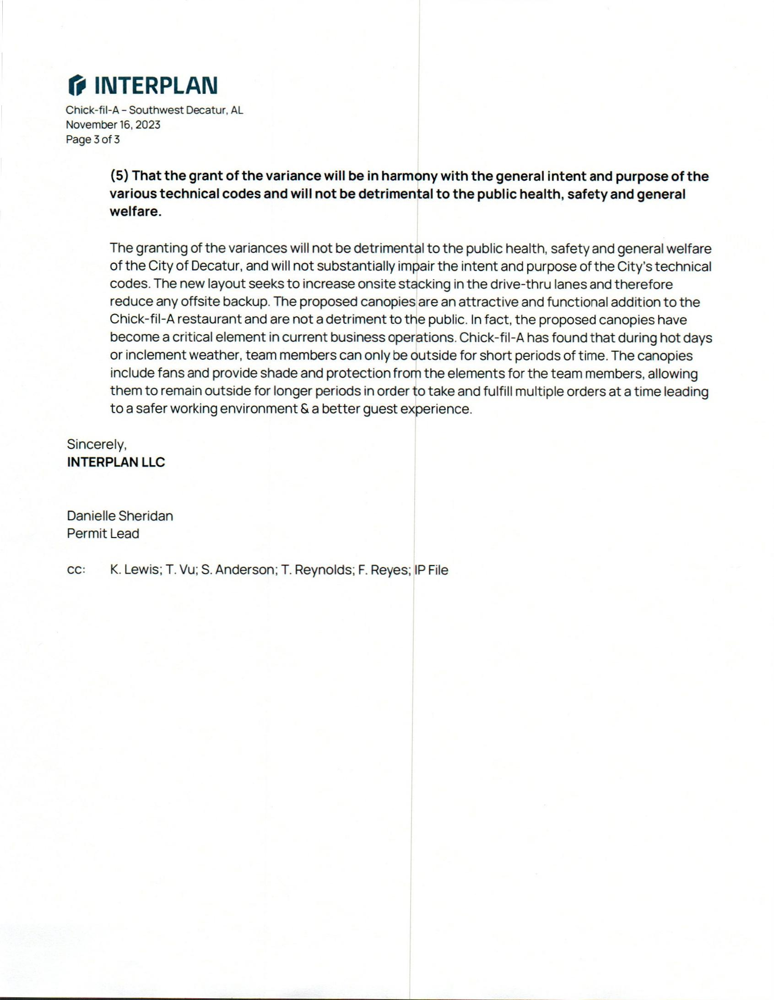 INTERPLAN
Chick-fil-A – Southwest Decatur, AL
November 16, 2023
Page 3 of 3
(5) That the grant of the variance will be in harmony with the general intent and purpose of the
various technical codes and will not be detrimental to the public health, safety and general
welfare.
The granting of the variances will not be detrimental to the public health, safety and general welfare
of the City of Decatur, and will not substantially impair the intent and purpose of the City's technical
codes. The new layout seeks to increase onsite stacking in the drive-thru lanes and therefore
reduce any offsite backup. The proposed canopies are an attractive and functional addition to the
Chick-fil-A restaurant and are not a detriment to the public. In fact, the proposed canopies have
become a critical element in current business operations. Chick-fil-A has found that during hot days
or inclement weather, team members can only be outside for short periods of time. The canopies
include fans and provide shade and protection from the elements for the team members, allowing
them to remain outside for longer periods in order to take and fulfill multiple orders at a time leading
to a safer working environment & a better guest experience.
Sincerely,
INTERPLAN LLC
Danielle Sheridan
Permit Lead
cc: K. Lewis; T. Vu; S. Anderson; T. Reynolds; F. Reyes; IP File